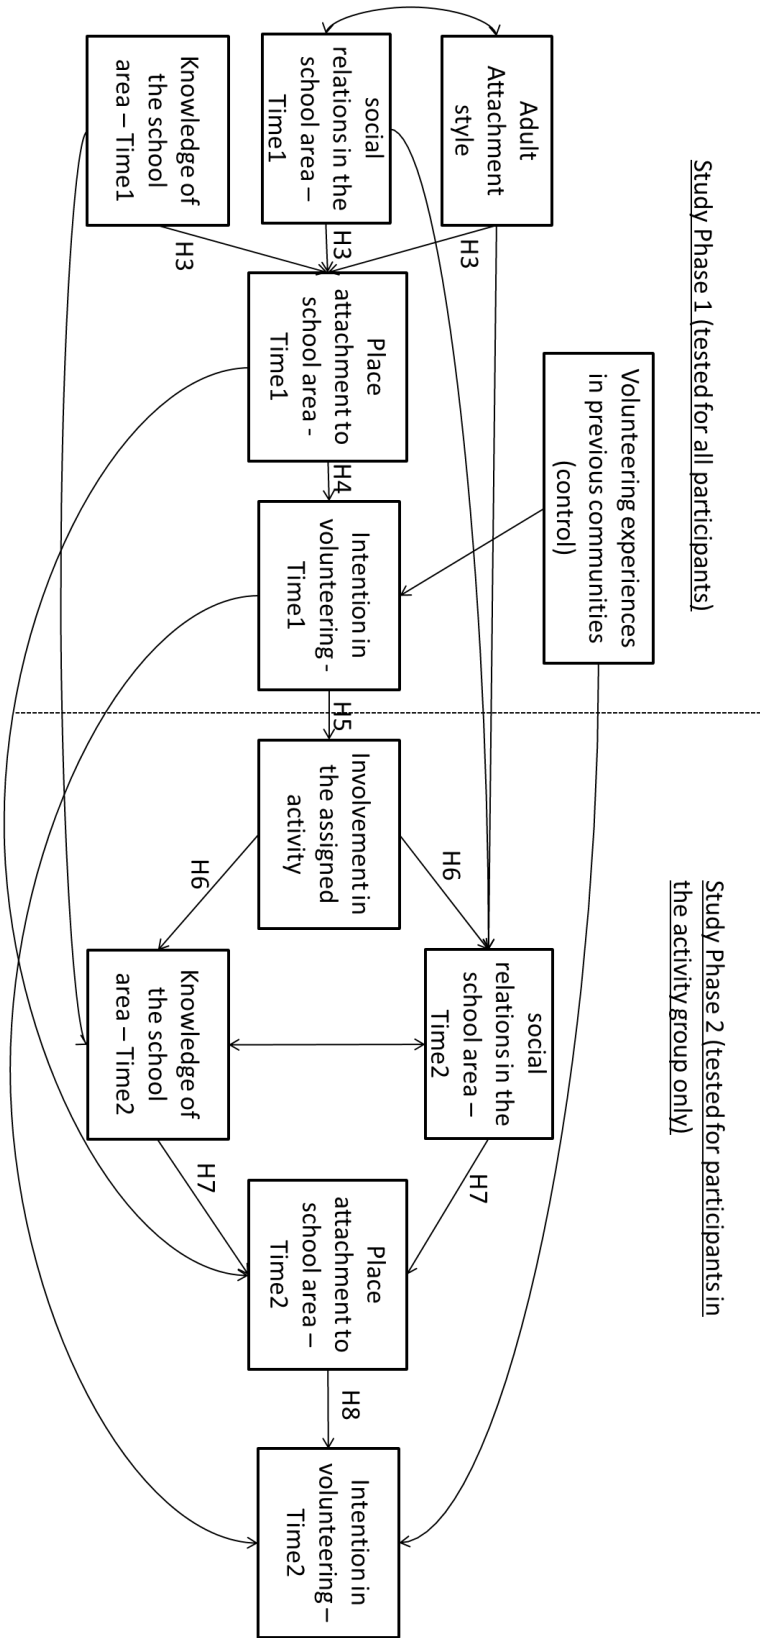 Study Phase 1 (tested for all participants)
Study Phase 2 (tested for participants in
the activity group only)
Volunteering experiences
in previous communities
(control)
Adult
Attachment
style
social
relations in the
school area –
Time1
Knowledge of
the school
area – Time1
H3
H3
H3
Place
attachment to
school area -
Time1
H4
Intention in
volunteering -
Time1
H5
Involvement in
the assigned
activity
H6
H6
social
relations in the
school area –
Time2
Knowledge of
the school
area – Time2
H7
H7
Place
attachment to
school area –
Time2
H8
Intention in
volunteering –
Time2